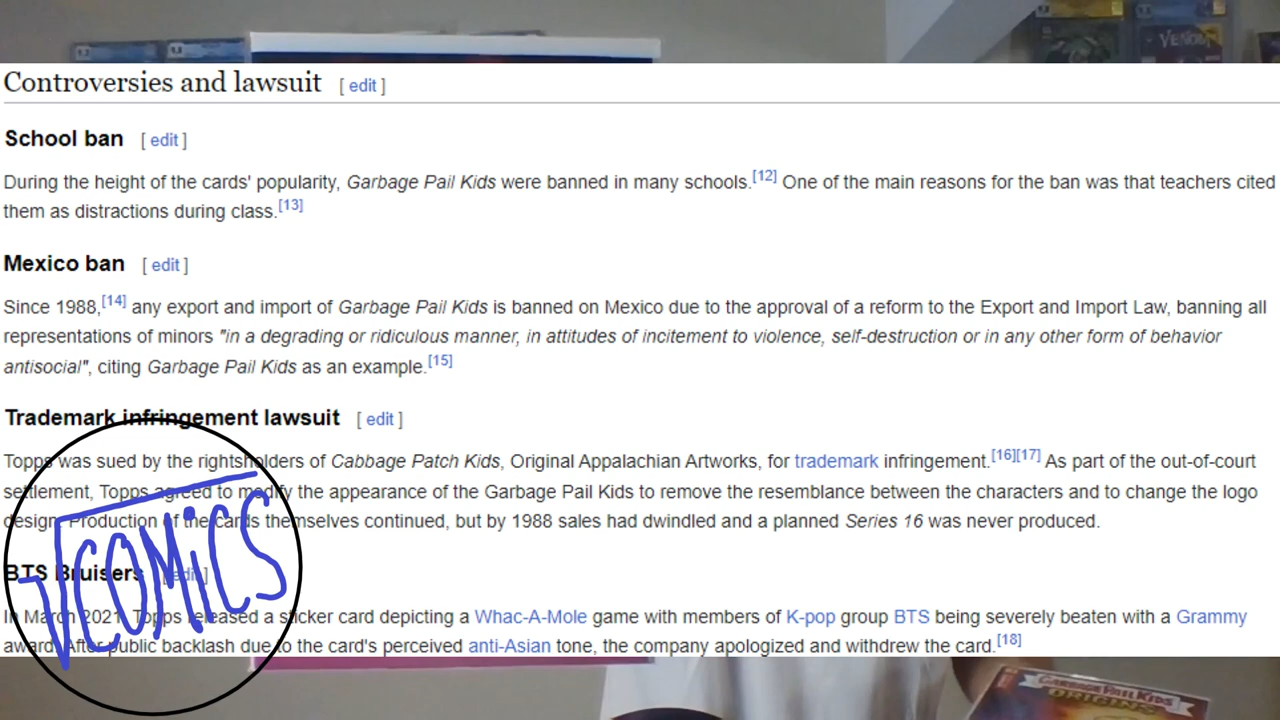 VENOM
Controversies and lawsuit [ edit ]
School ban [ edit ]
During the height of the cards' popularity, Garbage Pail Kids were banned in many schools.[12] One of the main reasons for the ban was that teachers cited
them as distractions during class.[13]
Mexico ban [ edit ]
Since 1988,[14] any export and import of Garbage Pail Kids is banned on Mexico due to the approval of a reform to the Export and Import Law, banning all
representations of minors "in a degrading or ridiculous manner, in attitudes of incitement to violence, self-destruction or in any other form of behavior
antisocial", citing Garbage Pail Kids as an example.[15]
Trademark infringement lawsuit [ edit ]
Topps was sued by the rightsholders of Cabbage Patch Kids, Original Appalachian Artworks, for trademark infringement.[16][17] As part of the out-of-court
settlement, Topps agreed to modify the appearance of the Garbage Pail Kids to remove the resemblance between the characters and to change the logo
design. Production of the cards themselves continued, but by 1988 sales had dwindled and a planned Series 16 was never produced.
BTS Bruisers [ edit ]
In March 2021, Topps released a sticker card depicting a Whac-A-Mole game with members of K-pop group BTS being severely beaten with a Grammy
award. After public backlash due to the card's perceived anti-Asian tone, the company apologized and withdrew the card.[18]
√COMiCS
GARBAGE PAIL KIDS
ORIGINS